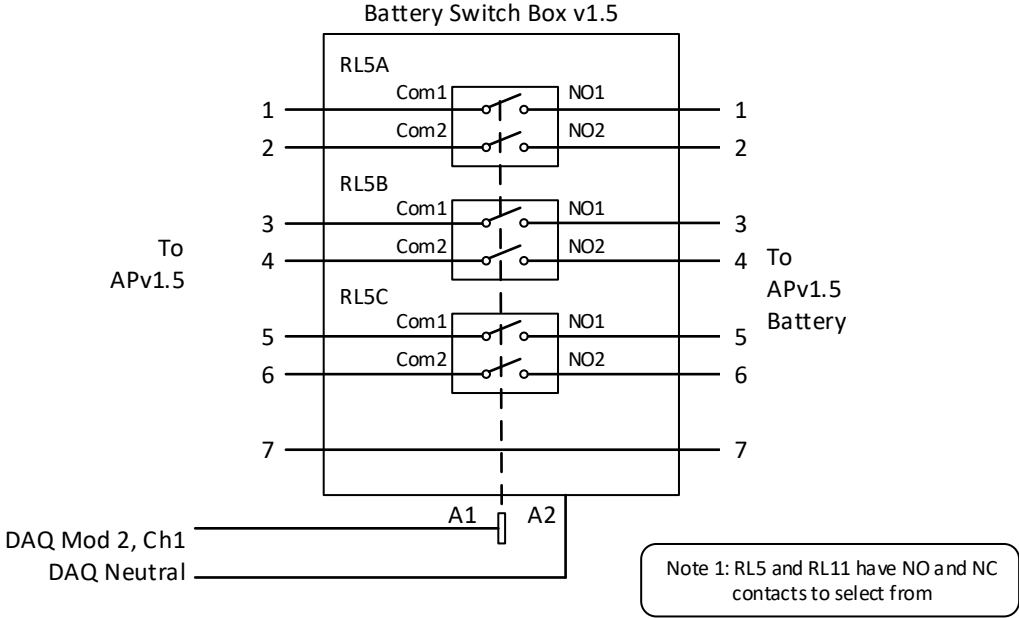 Battery Switch Box v1.5
RL5A
1 Com1 NO1 1
2 Com2 NO2 2
RL5B
3 Com1 NO1 3
4 Com2 NO2 4
To
APv1.5
To
APv1.5
Battery
RL5C
5 Com1 NO1 5
6 Com2 NO2 6
7 7
A1 A2
DAQ Mod 2, Ch1
DAQ Neutral
Note 1: RL5 and RL11 have NO and NC
contacts to select from